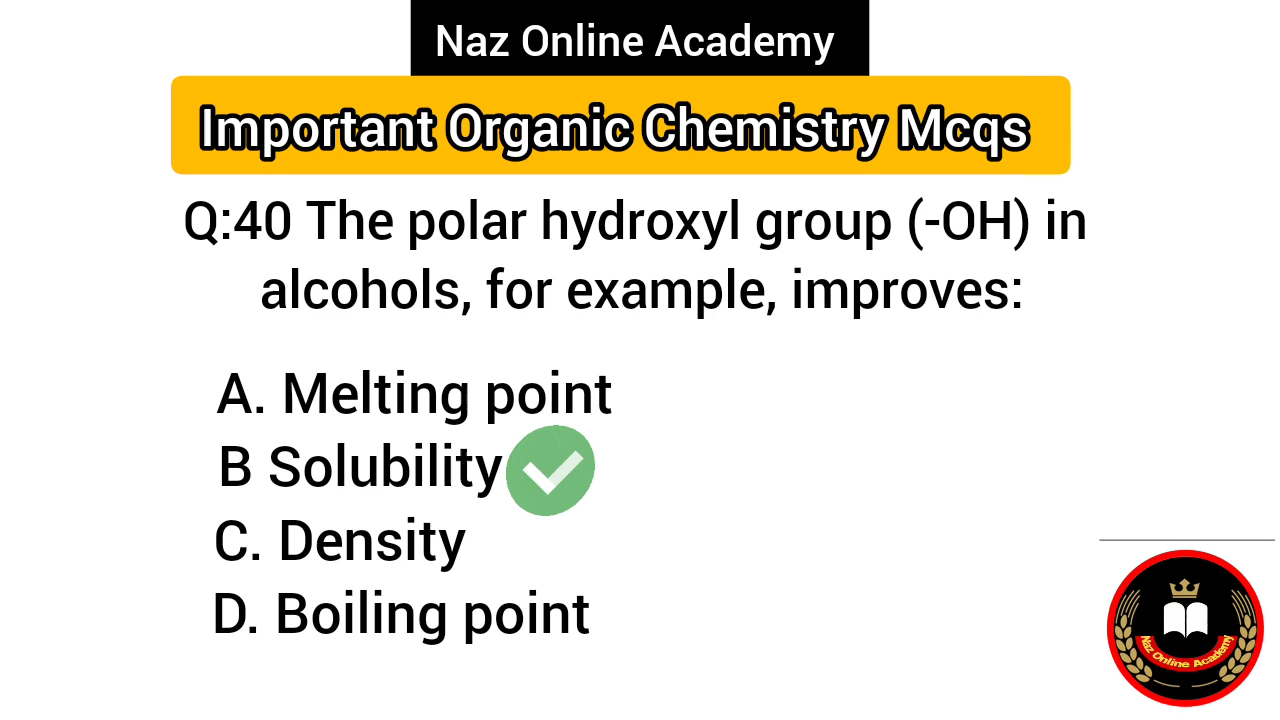 Naz Online Academy
Important Organic Chemistry Mcqs
Q:40 The polar hydroxyl group (-OH) in
alcohols, for example, improves:
A. Melting point
B Solubility
C. Density
D. Boiling point
Naz Online Academy